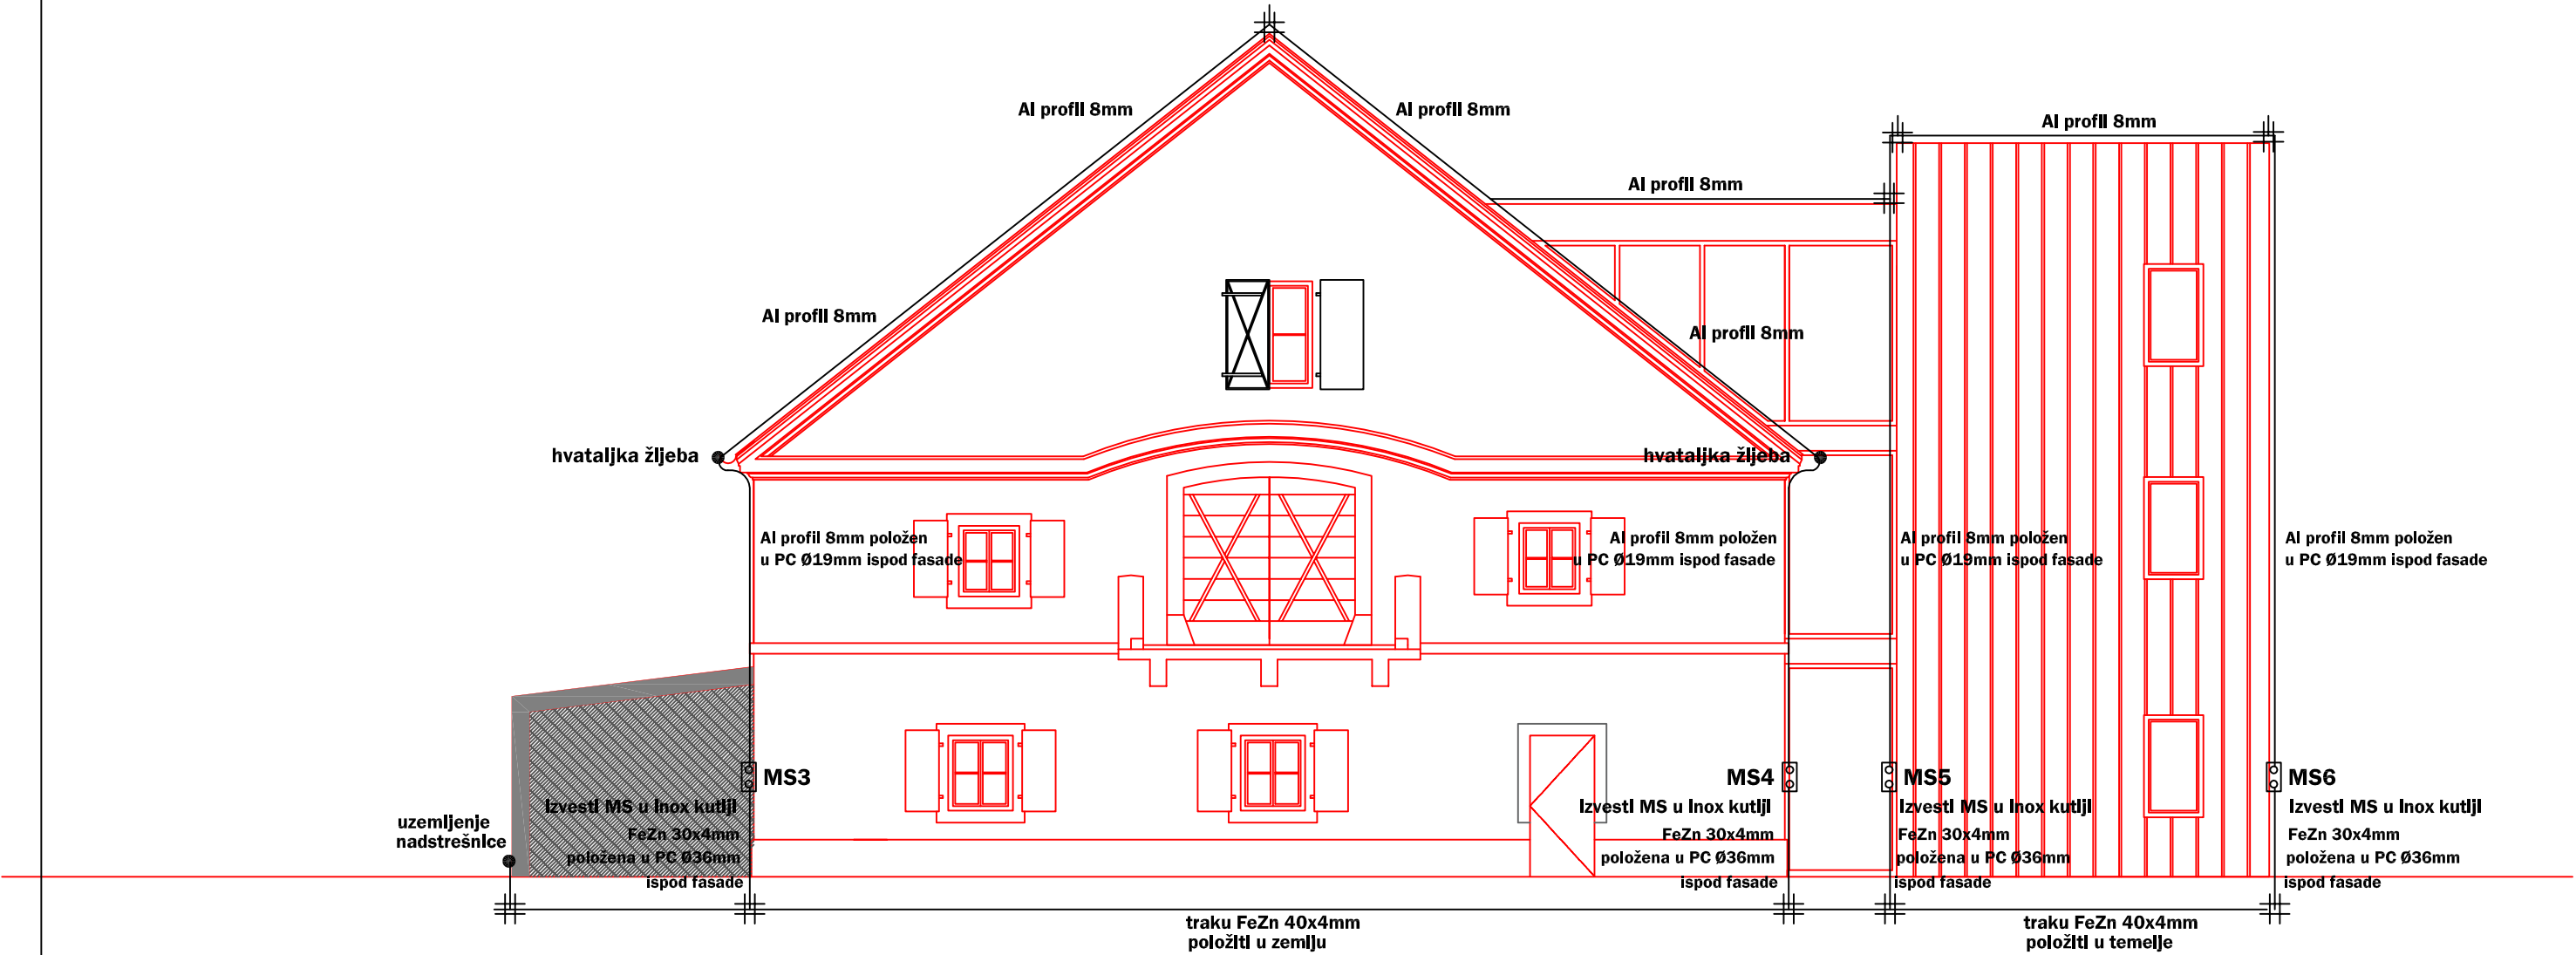 Al profil 8mm
Al profil 8mm
Al profil 8mm
Al profil 8mm
Al profil 8mm
Al profil 8mm
hvataljka žljeba
hvataljka žljeba
Al profil 8mm položen
u PC Ø19mm ispod fasade
Al profil 8mm položen
u PC Ø19mm ispod fasade
Al profil 8mm položen
u PC Ø19mm ispod fasade
Al profil 8mm položen
u PC Ø19mm ispod fasade
MS3
Izvesti MS u Inox kutiji
FeZn 30x4mm
položena u PC Ø36mm
ispod fasade
uzemljenje
nadstrešnice
MS4
Izvesti MS u Inox kutiji
FeZn 30x4mm
položena u PC Ø36mm
ispod fasade
MS5
Izvesti MS u Inox kutiji
FeZn 30x4mm
položena u PC Ø36mm
ispod fasade
MS6
Izvesti MS u Inox kutiji
FeZn 30x4mm
položena u PC Ø36mm
ispod fasade
traku FeZn 40x4mm
položiti u zemlju
traku FeZn 40x4mm
položiti u temelje